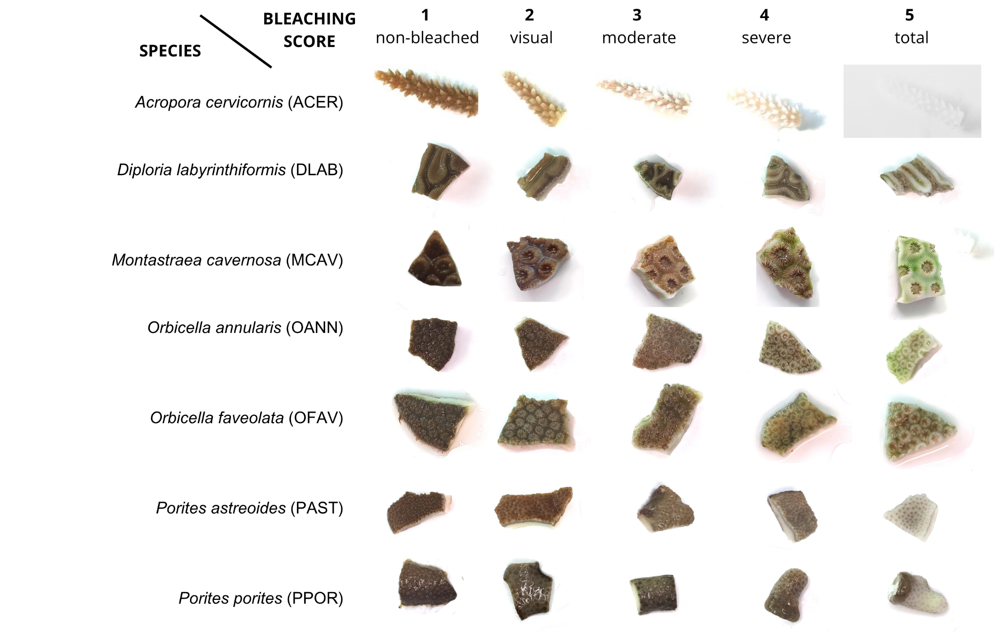 BLEACHING
SCORE
SPECIES
1
non-bleached
2
visual
3
moderate
4
severe
5
total
Acropora cervicornis (ACER)
Diploria labyrinthiformis (DLAB)
Montastraea cavernosa (MCAV)
Orbicella annularis (OANN)
Orbicella faveolata (OFAV)
Porites astreoides (PAST)
Porites porites (PPOR)